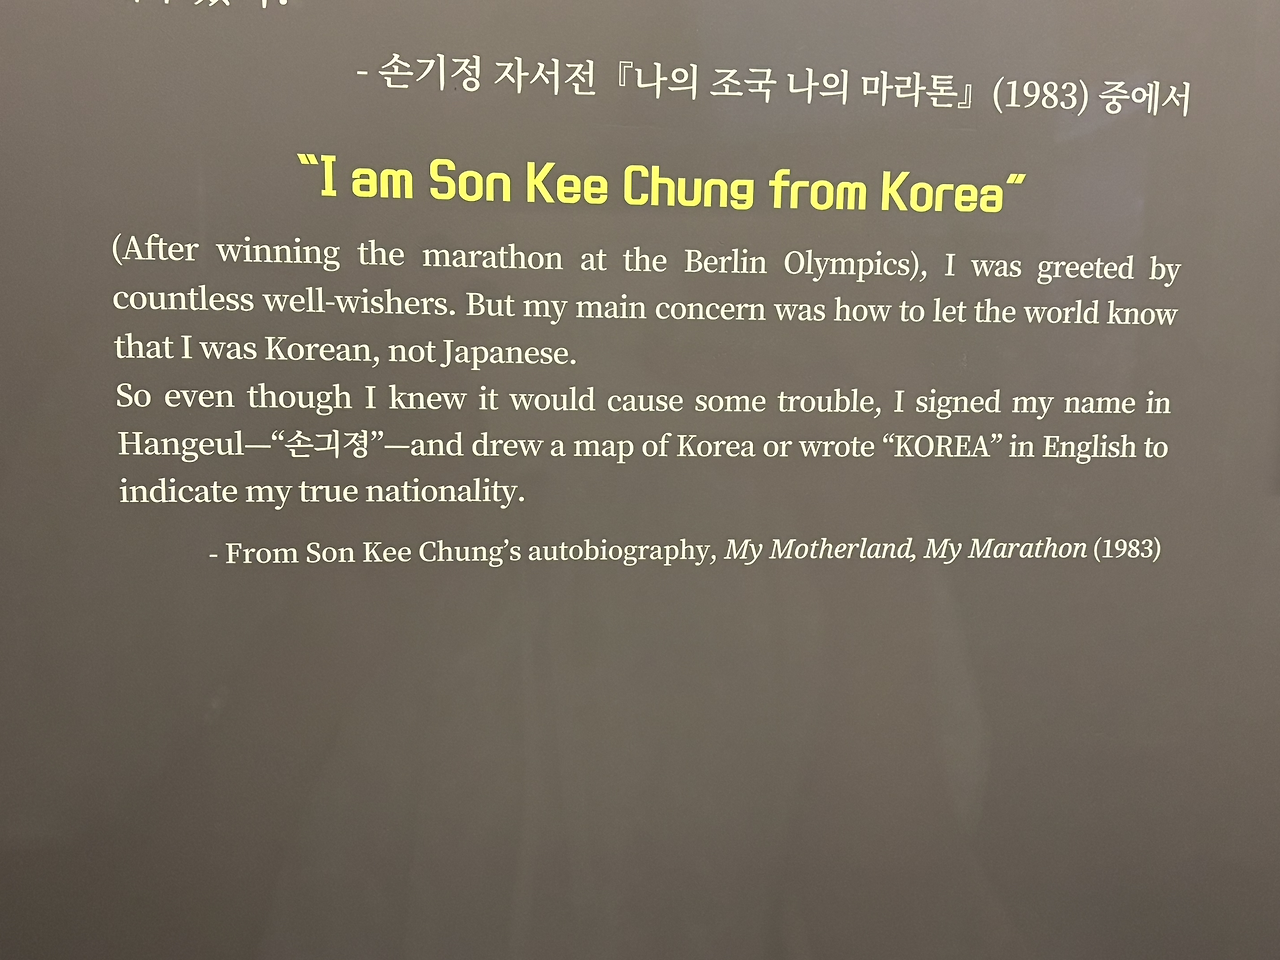 - 손기정 자서전『나의 조국 나의 마라톤』(1983) 중에서
“I am Son Kee Chung from Korea”
(After winning the marathon at the Berlin Olympics), I was greeted by
countless well-wishers. But my main concern was how to let the world know
that I was Korean, not Japanese.
So even though I knew it would cause some trouble, I signed my name in
Hangeul—“손긔졍”—and drew a map of Korea or wrote “KOREA” in English to
indicate my true nationality.
- From Son Kee Chung’s autobiography, My Motherland, My Marathon (1983)